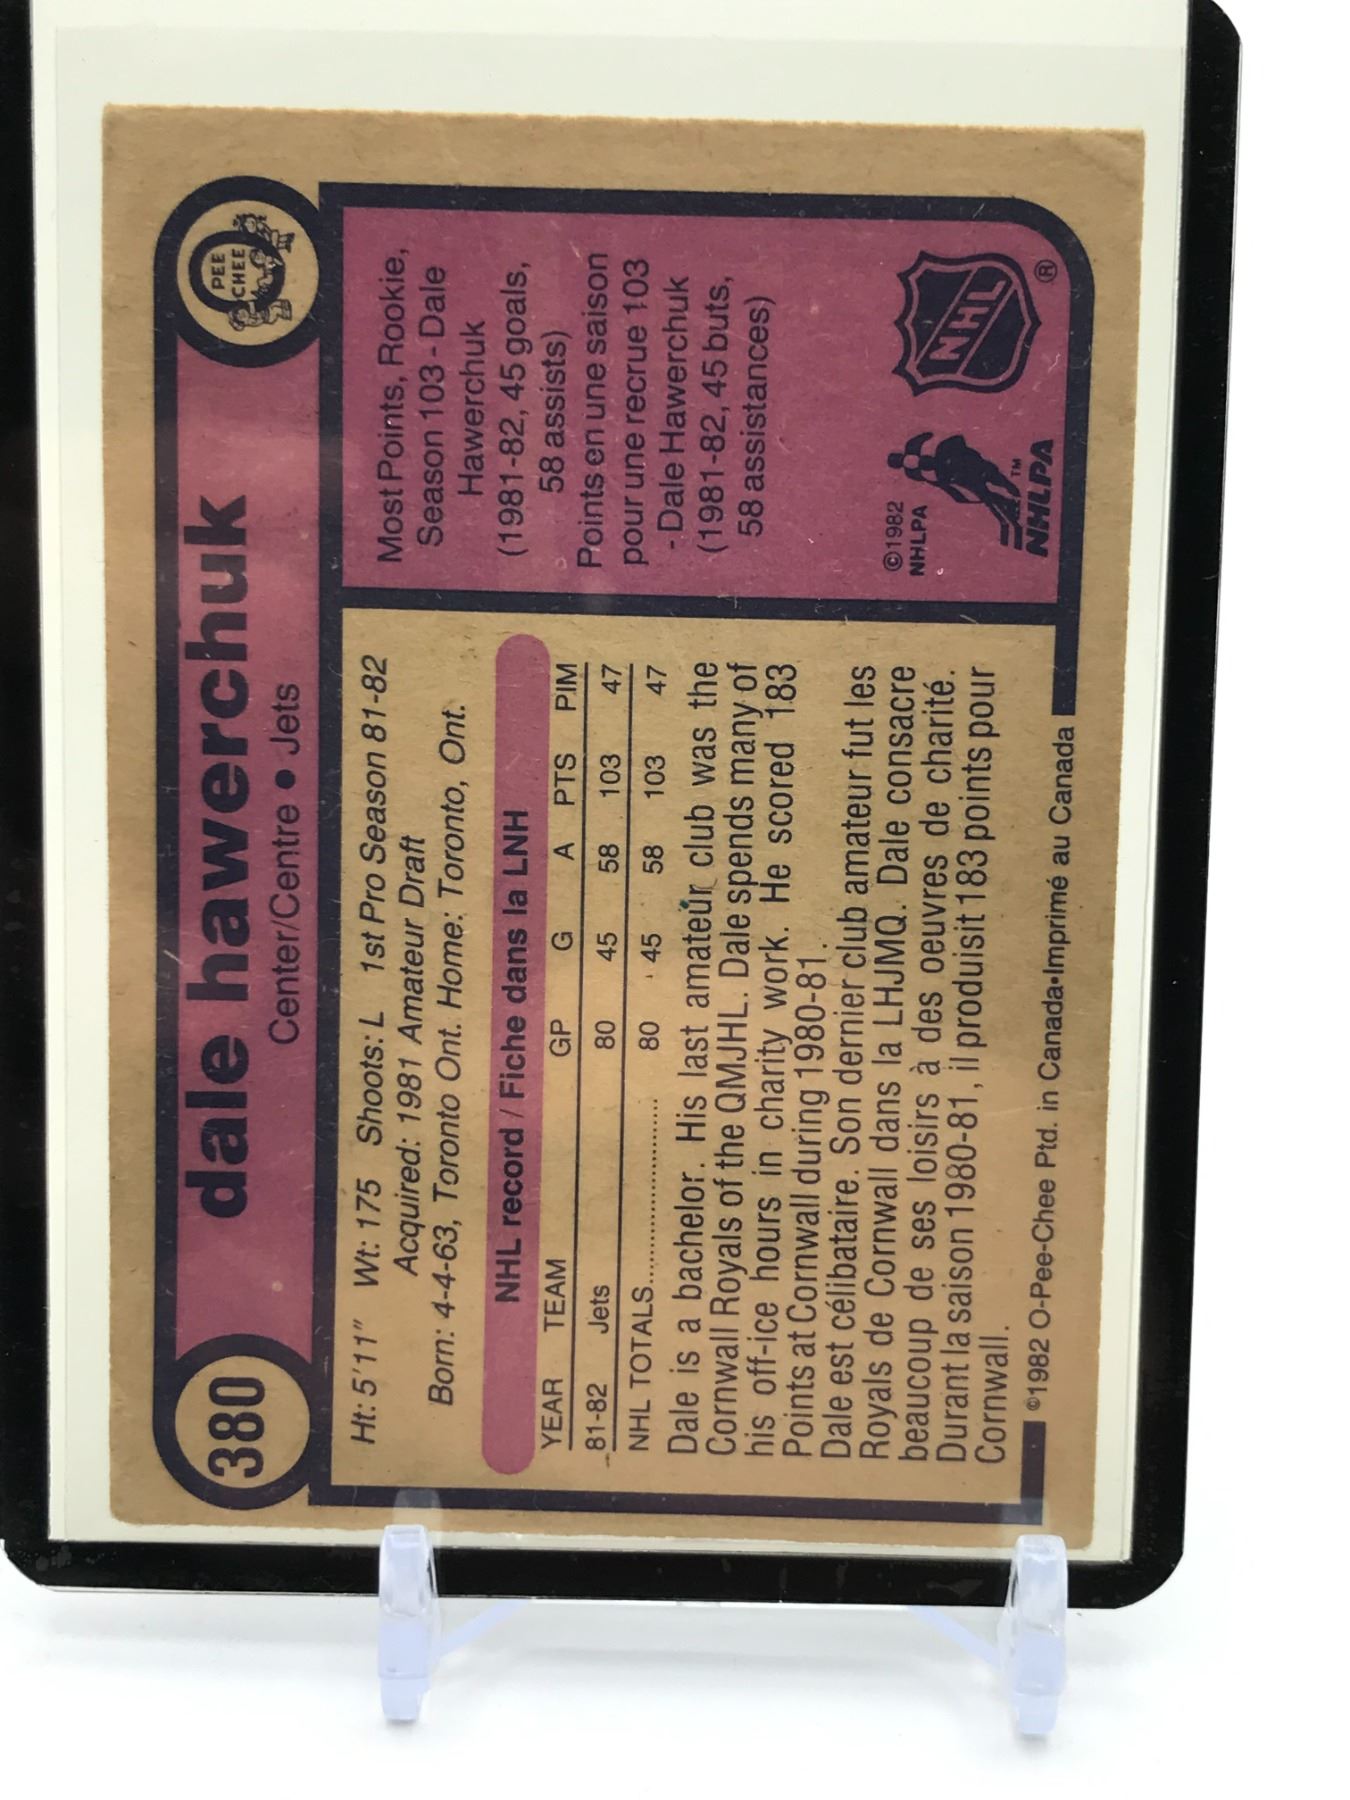 380
dale hawerchuk
Center/Centre • Jets
O
PEE
CHEE
Ht: 5'11" Wt: 175 Shoots: L 1st Pro Season 81-82
Acquired: 1981 Amateur Draft
Born: 4-4-63, Toronto Ont. Home: Toronto, Ont.
NHL record / Fiche dans la LNH
YEAR TEAM GP G A PTS PIM
81-82 Jets 80 45 58 103 47
NHL TOTALS.................... 80 45 58 103 47
Dale is a bachelor. His last amateur club was the
Cornwall Royals of the QMJHL. Dale spends many of
his off-ice hours in charity work. He scored 183
Points at Cornwall during 1980-81.
Dale est célibataire. Son dernier club amateur fut les
Royals de Cornwall dans la LHJMQ. Dale consacre
beaucoup de ses loisirs à des oeuvres de charité.
Durant la saison 1980-81, il produisit 183 points pour
Cornwall.
©1982 O-Pee-Chee Ptd. in Canada•Imprimé au Canada
Most Points, Rookie,
Season 103 - Dale
Hawerchuk
(1981-82, 45 goals,
58 assists)
Points en une saison
pour une recrue 103
- Dale Hawerchuk
(1981-82, 45 buts,
58 assistances)
©1982
NHLPA
TM
NHLPA
NHL
®